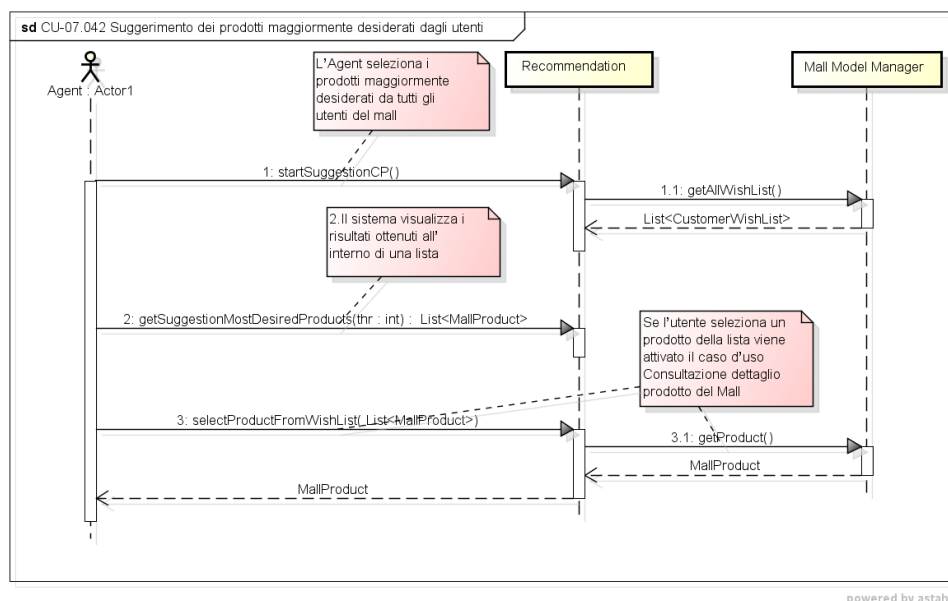 sd CU-07.042 Suggerimento dei prodotti maggiormente desiderati dagli utenti
Agent : Actor1
L'Agent seleziona i
prodotti maggiormente
desiderati da tutti gli
utenti del mall
Recommendation
Mall Model Manager
1: startSuggestionCP()
1.1: getAllWishList()
List<CustomerWishList>
2.Il sistema visualizza i
risultati ottenuti all'
interno di una lista
2: getSuggestionMostDesiredProducts(thr : int) : List<MallProduct>
Se l'utente seleziona un
prodotto della lista viene
attivato il caso d'uso
Consultazione dettaglio
prodotto del Mall
3: selectProductFromWishList( List<MallProduct>)
3.1: getProduct()
MallProduct
MallProduct
powered by astah